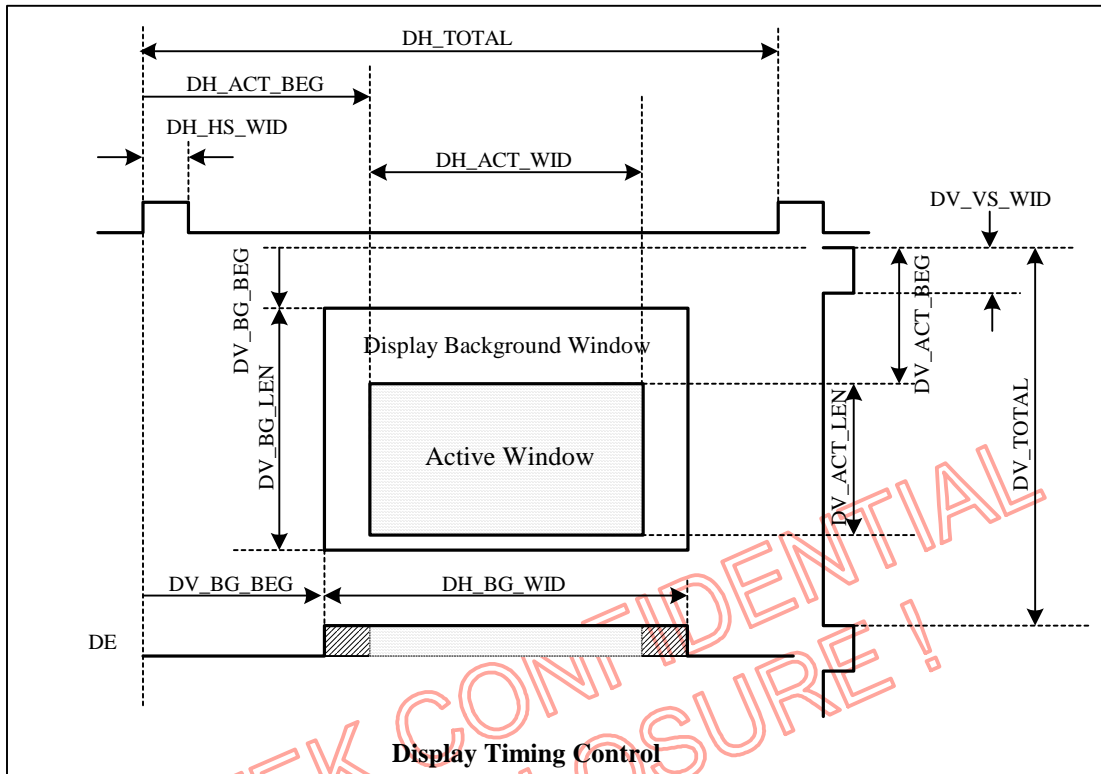 DH_TOTAL
DH_ACT_BEG
DH_HS_WID
DH_ACT_WID
DV_VS_WID
DV_BG_BEG
DV_ACT_BEG
Display Background Window
DV_BG_LEN
DV_ACT_LEN
DV_TOTAL
Active Window
DV_BG_BEG
DH_BG_WID
DE
CONFIDENTIAL
Display Timing Control